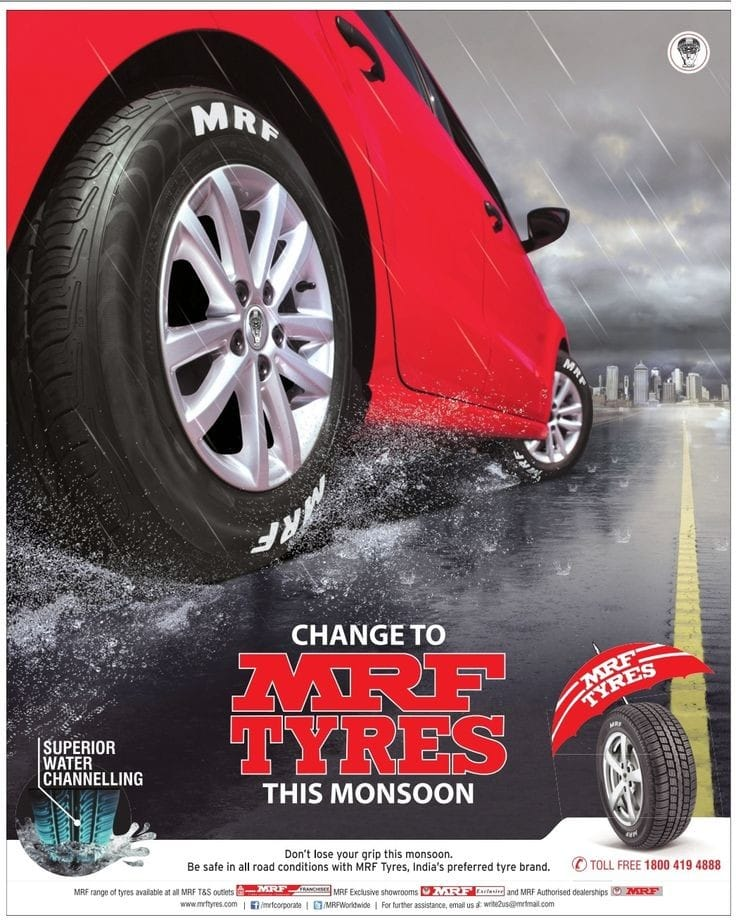 MRF
MRF
MRF
MRF
CHANGE TO
MRF
TYRES
THIS MONSOON
MRF
TYRES
MRF
MRF
SUPERIOR
WATER
CHANNELLING
Don't lose your grip this monsoon.
Be safe in all road conditions with MRF Tyres, India's preferred tyre brand.
TOLL FREE 1800 419 4888
MRF range of tyres available at all MRF T&S outlets MRF FRANCHISEE MRF Exclusive showrooms MRF Exclusive and MRF Authorised dealerships MRF
www.mrftyres.com | /mrfcorporate | /MRFWorldwide | For further assistance, email us at: write2us@mrfmail.com